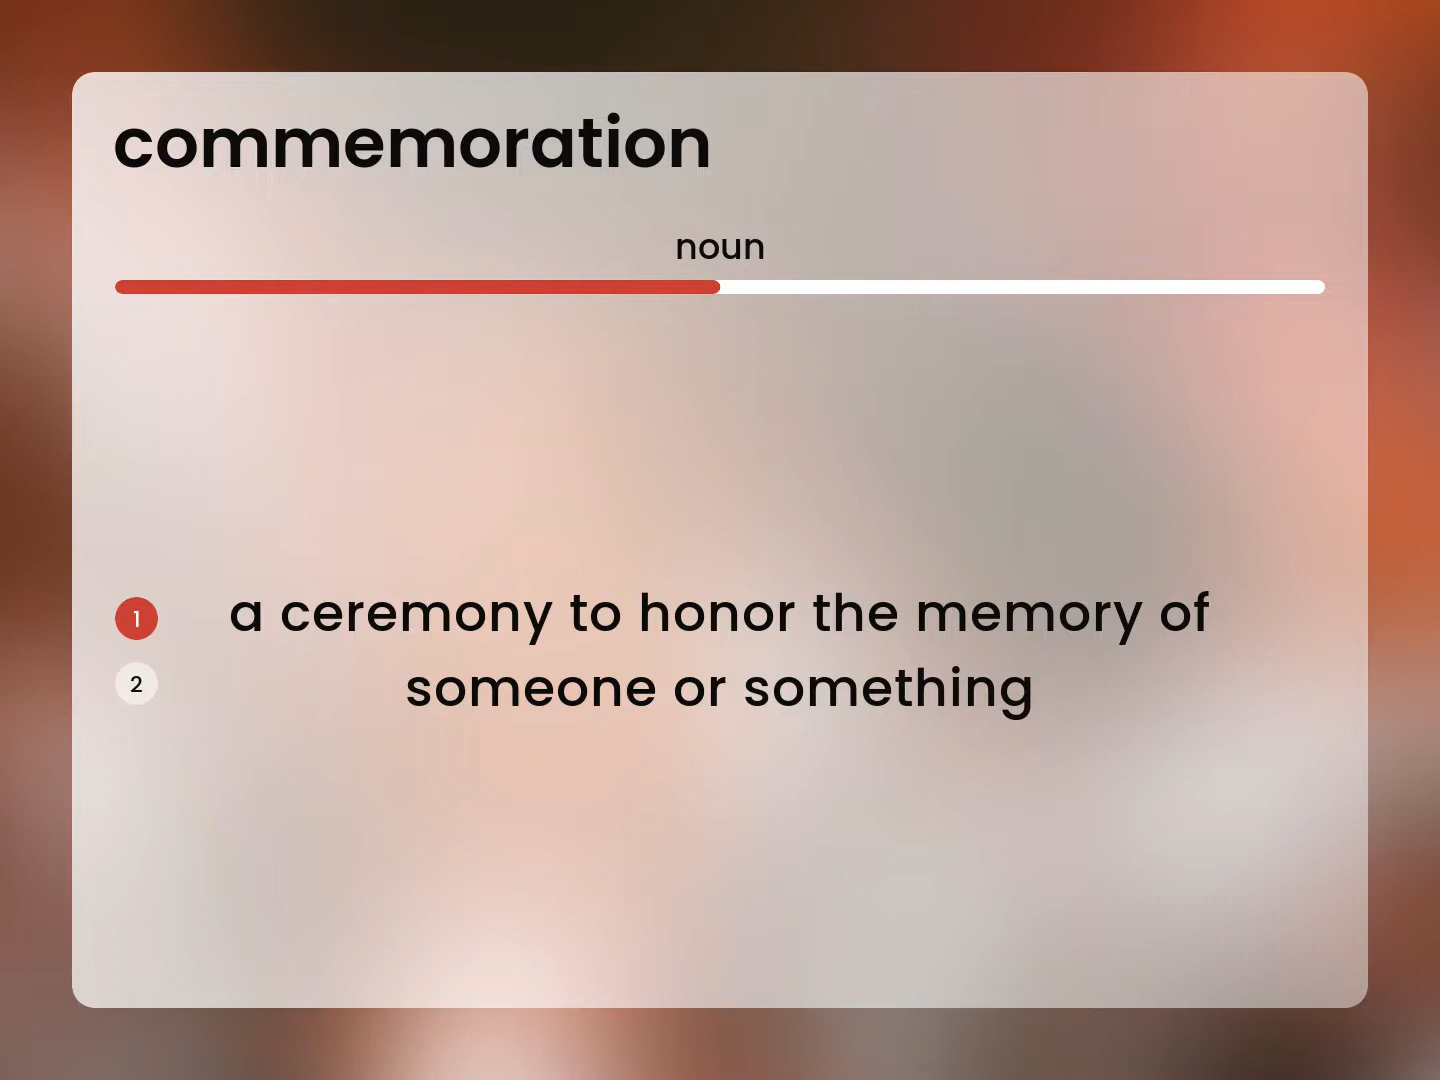 commemoration
noun
1
2
a ceremony to honor the memory of
someone or something